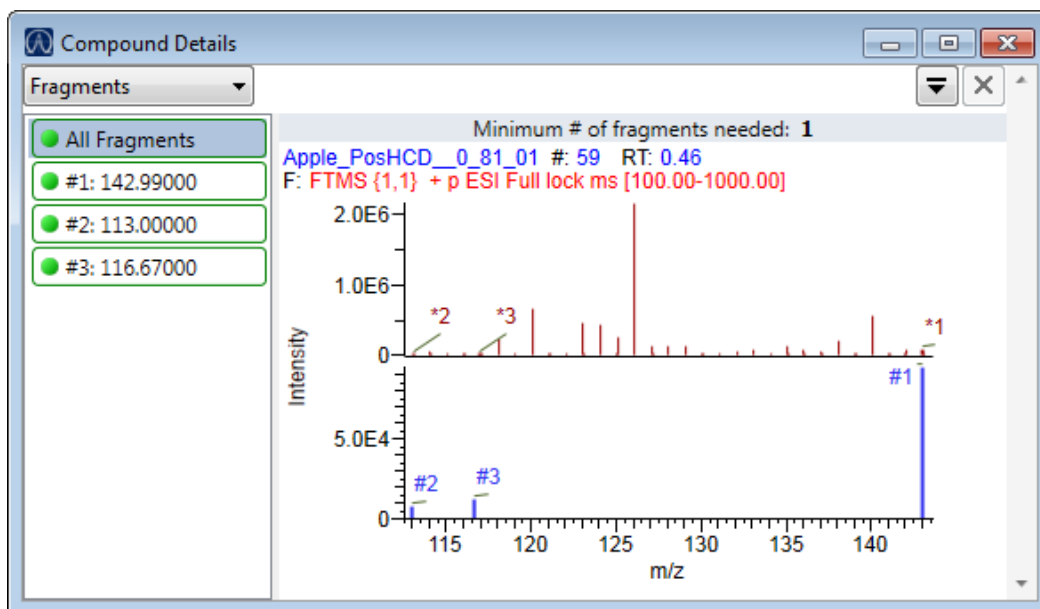 Compound Details
Fragments
All Fragments
#1: 142.99000
#2: 113.00000
#3: 116.67000
Minimum # of fragments needed: 1
Apple_PosHCD__0_81_01 #: 59 RT: 0.46
F: FTMS {1,1} + p ESI Full lock ms [100.00-1000.00]
2.0E6
1.0E6
0
*2
*3
*1
Intensity
5.0E4
0
#2
#3
#1
115 120 125 130 135 140
m/z